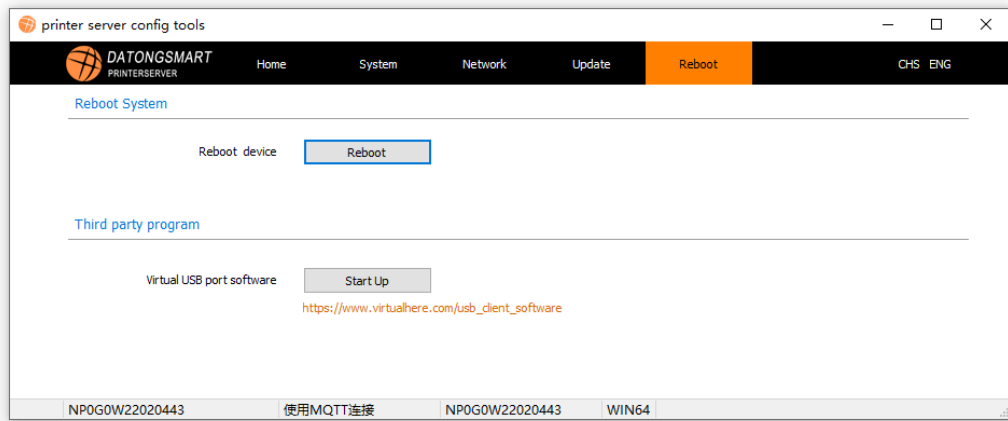 printer server config tools
DATONGSMART
PRINTERSERVER
Home System Network Update Reboot CHS ENG
Reboot System
Reboot device Reboot
Third party program
Virtual USB port software Start Up
https://www.virtualhere.com/usb_client_software
NP0G0W22020443 使用MQTT连接 NP0G0W22020443 WIN64